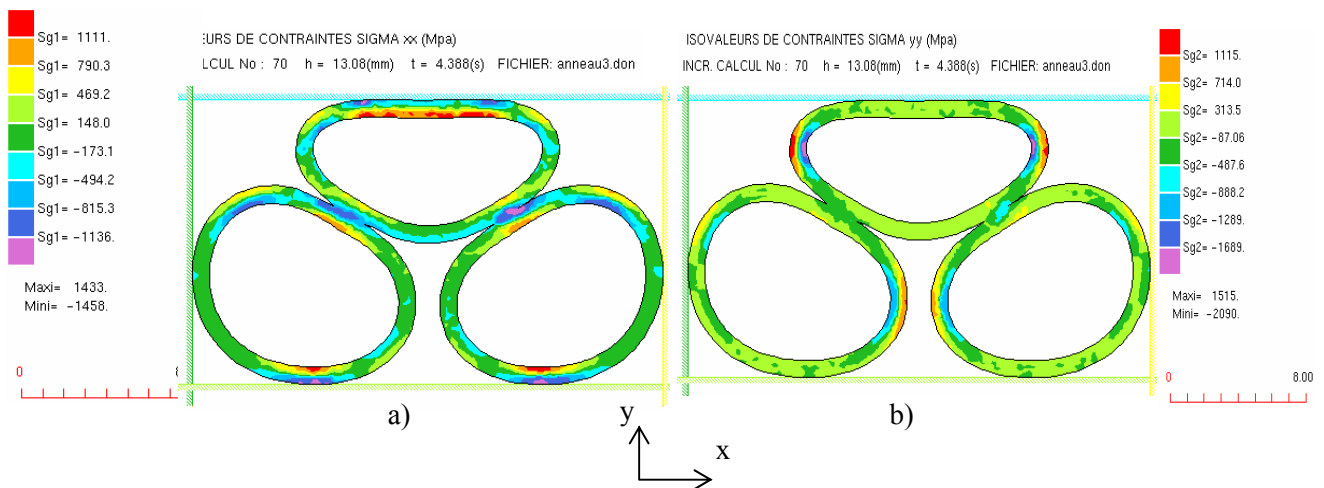 Sg1= 1111.
Sg1= 790.3
Sg1= 469.2
Sg1= 148.0
Sg1= -173.1
Sg1= -494.2
Sg1= -815.3
Sg1= -1136.
Maxi= 1433.
Mini= -1458.
0
EURS DE CONTRAINTES SIGMA xx (Mpa)
LCUL No : 70 h = 13.08(mm) t = 4.388(s) FICHIER: anneau3.don
a)
ISOVALEURS DE CONTRAINTES SIGMA yy (Mpa)
INCR. CALCUL No : 70 h = 13.08(mm) t = 4.388(s) FICHIER: anneau3.don
b)
Sg2= 1115.
Sg2= 714.0
Sg2= 313.5
Sg2= -87.06
Sg2= -487.6
Sg2= -888.2
Sg2= -1289.
Sg2= -1689.
Maxi= 1515.
Mini= -2090.
0 8.00
y
x